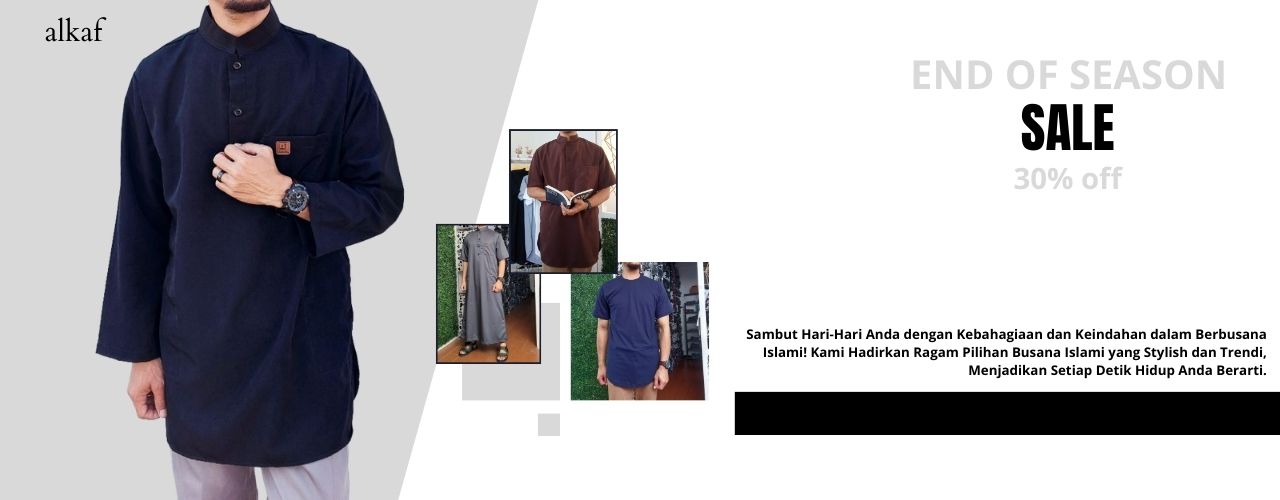 alkaf
END OF SEASON
SALE
30% off
Sambut Hari-Hari Anda dengan Kebahagiaan dan Keindahan dalam Berbusana
Islami! Kami Hadirkan Ragam Pilihan Busana Islami yang Stylish dan Trendi,
Menjadikan Setiap Detik Hidup Anda Berarti.